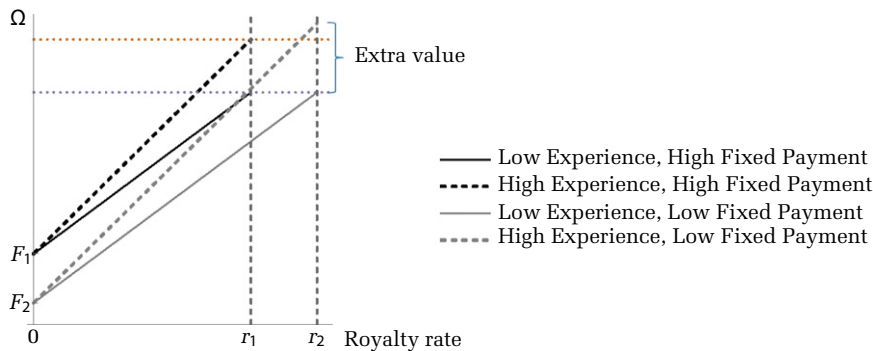 Ω
Extra value
Low Experience, High Fixed Payment
High Experience, High Fixed Payment
Low Experience, Low Fixed Payment
High Experience, Low Fixed Payment
F₁
F₂
0
r₁
r₂
Royalty rate